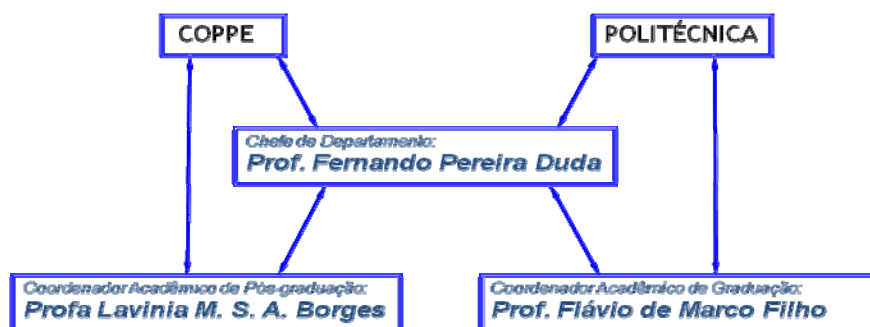 COPPE
POLITÉCNICA
Chefe de Departamento:
Prof. Fernando Pereira Duda
Coordenador Acadêmico de Pós-graduação:
Profa Lavinia M. S. A. Borges
Coordenador Acadêmico de Graduação:
Prof. Flávio de Marco Filho